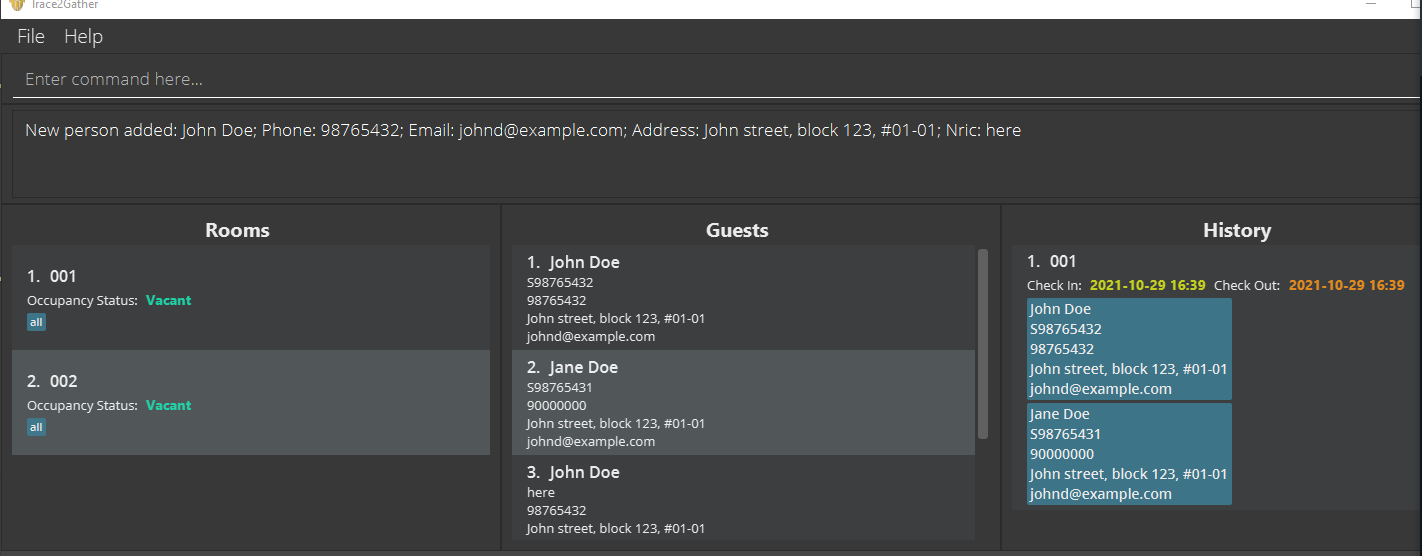 Trace2Gather
File Help
Enter command here...
New person added: John Doe; Phone: 98765432; Email: johnd@example.com; Address: John street, block 123, #01-01; Nric: here
Rooms
1. 001
Occupancy Status: Vacant
all
2. 002
Occupancy Status: Vacant
all
Guests
1. John Doe
S98765432
98765432
John street, block 123, #01-01
johnd@example.com
2. Jane Doe
S98765431
90000000
John street, block 123, #01-01
johnd@example.com
3. John Doe
here
98765432
John street, block 123, #01-01
History
1. 001
Check In: 2021-10-29 16:39 Check Out: 2021-10-29 16:39
John Doe
S98765432
98765432
John street, block 123, #01-01
johnd@example.com
Jane Doe
S98765431
90000000
John street, block 123, #01-01
johnd@example.com